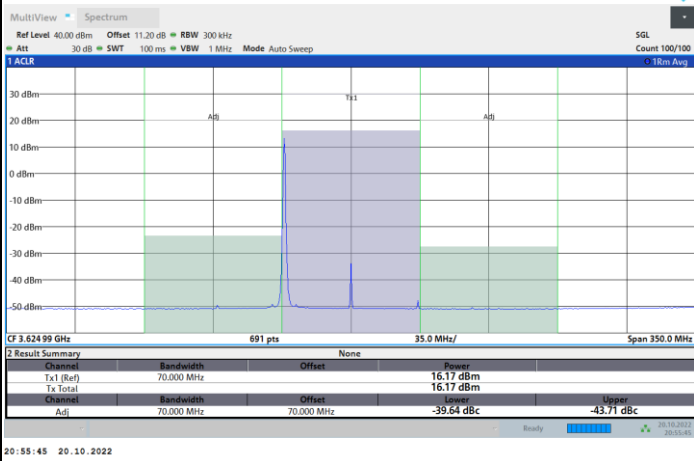 MultiView Spectrum
Ref Level 40.00 dBm Offset 11.20 dB RBW 300 kHz SGL
Att 30 dB SWT 100 ms VBW 1 MHz Mode Auto Sweep Count 100/100
1 ACLR 1Rm Avg
30 dBm
Tx1
20 dBm Adj Adj
10 dBm
0 dBm
-10 dBm
-20 dBm
-30 dBm
-40 dBm
-50 dBm
CF 3.624 99 GHz 691 pts 35.0 MHz/ Span 350.0 MHz
2 Result Summary None
Channel Bandwidth Offset Power
Tx1 (Ref) 70.000 MHz 16.17 dBm
Tx Total 16.17 dBm
Channel Bandwidth Offset Lower Upper
Adj 70.000 MHz 70.000 MHz -39.64 dBc -43.71 dBc
Ready 20.10.2022
20:55:45
20:55:45 20.10.2022